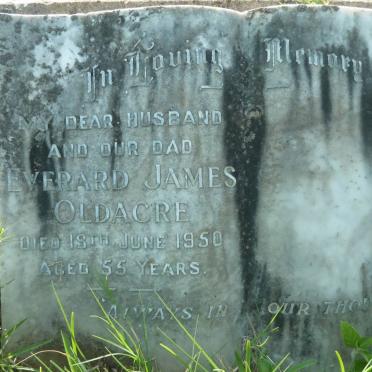 In Loving Memory
MY DEAR HUSBAND
AND OUR DAD
EVERARD JAMES
OLDACRE
DIED 18TH JUNE 1950
AGED 55 YEARS.
"ALWAYS IN OUR THO